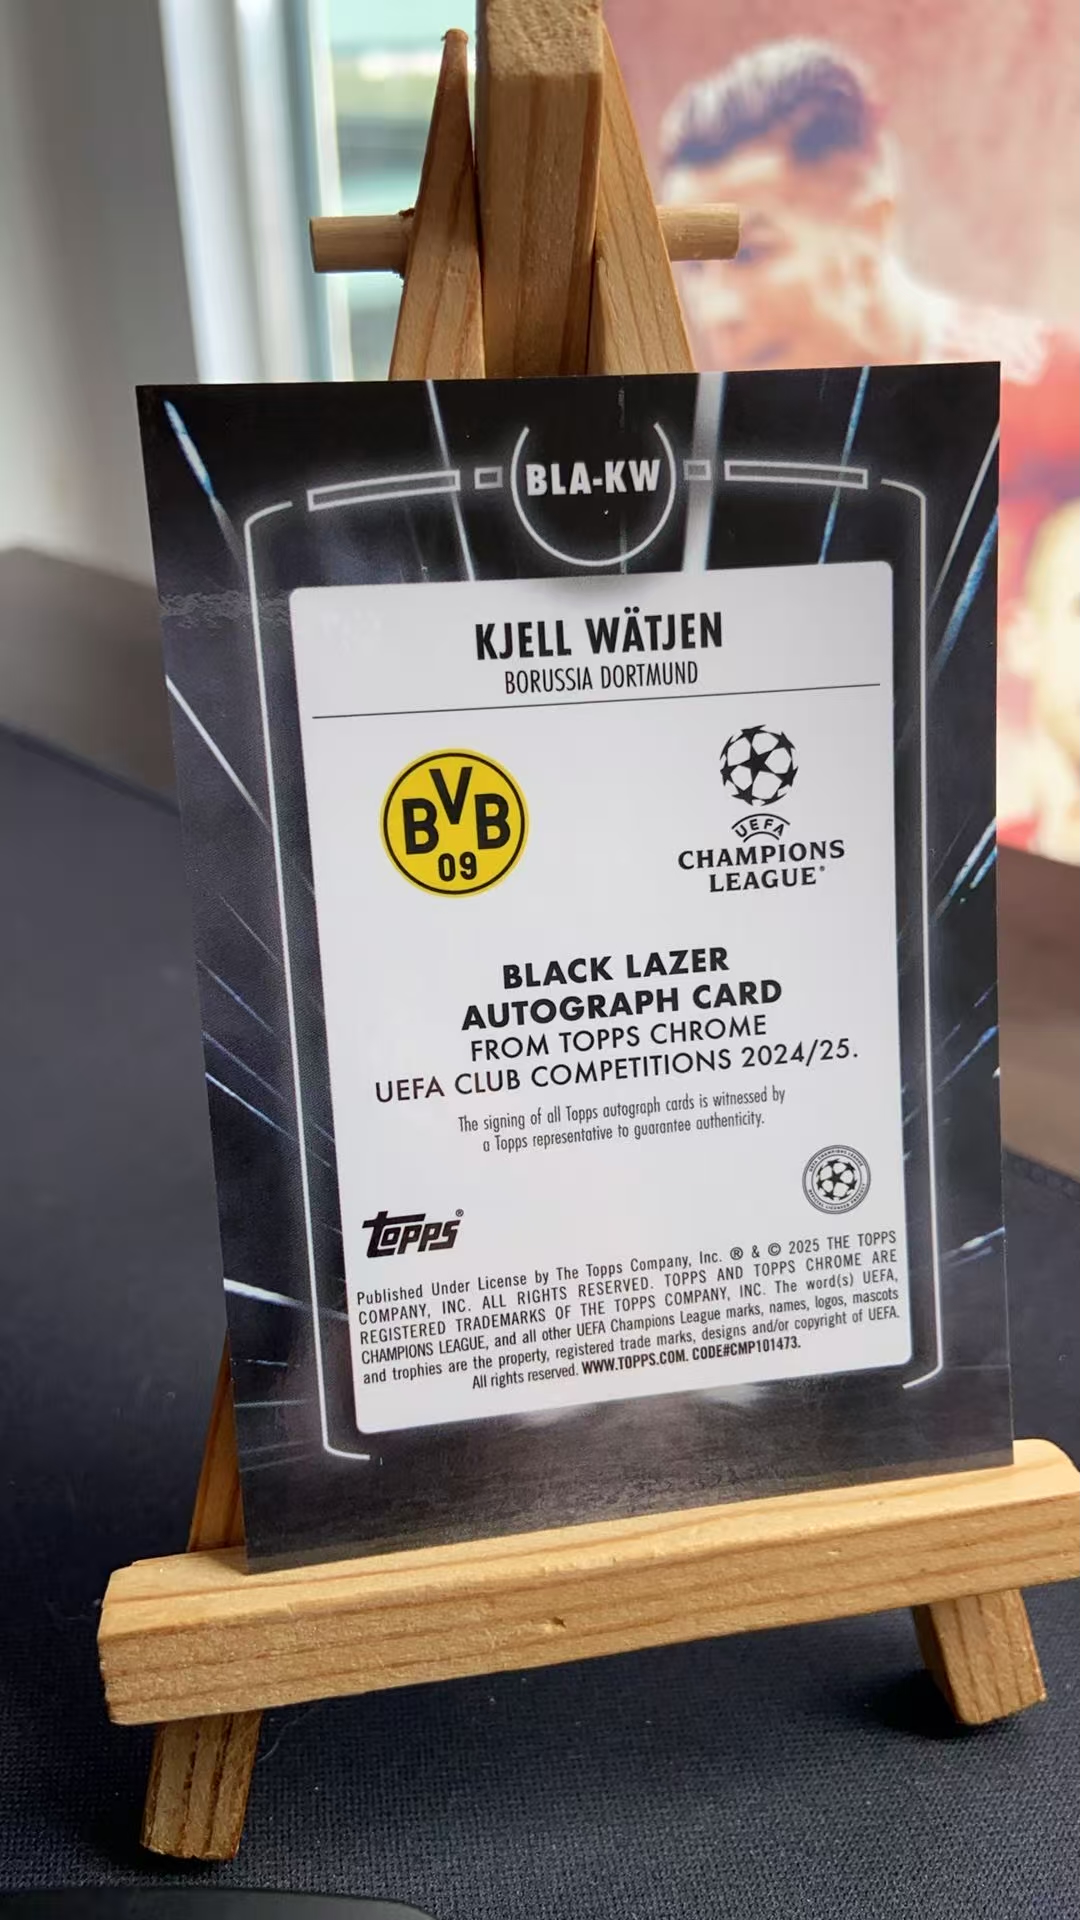 BLA-KW
KJELL WÄTJEN
BORUSSIA DORTMUND
BVB
09
UEFA
CHAMPIONS
LEAGUE®
BLACK LAZER
AUTOGRAPH CARD
FROM TOPPS CHROME
UEFA CLUB COMPETITIONS 2024/25.
The signing of all Topps autograph cards is witnessed by
a Topps representative to guarantee authenticity.
topps®
Published Under License by The Topps Company, Inc. ® & © 2025 THE TOPPS
COMPANY, INC. ALL RIGHTS RESERVED. TOPPS AND TOPPS CHROME ARE
REGISTERED TRADEMARKS OF THE TOPPS COMPANY, INC. The word(s) UEFA,
CHAMPIONS LEAGUE, and all other UEFA Champions League marks, names, logos, mascots
and trophies are the property, registered trade marks, designs and/or copyright of UEFA.
All rights reserved. WWW.TOPPS.COM. CODE#CMP101473.